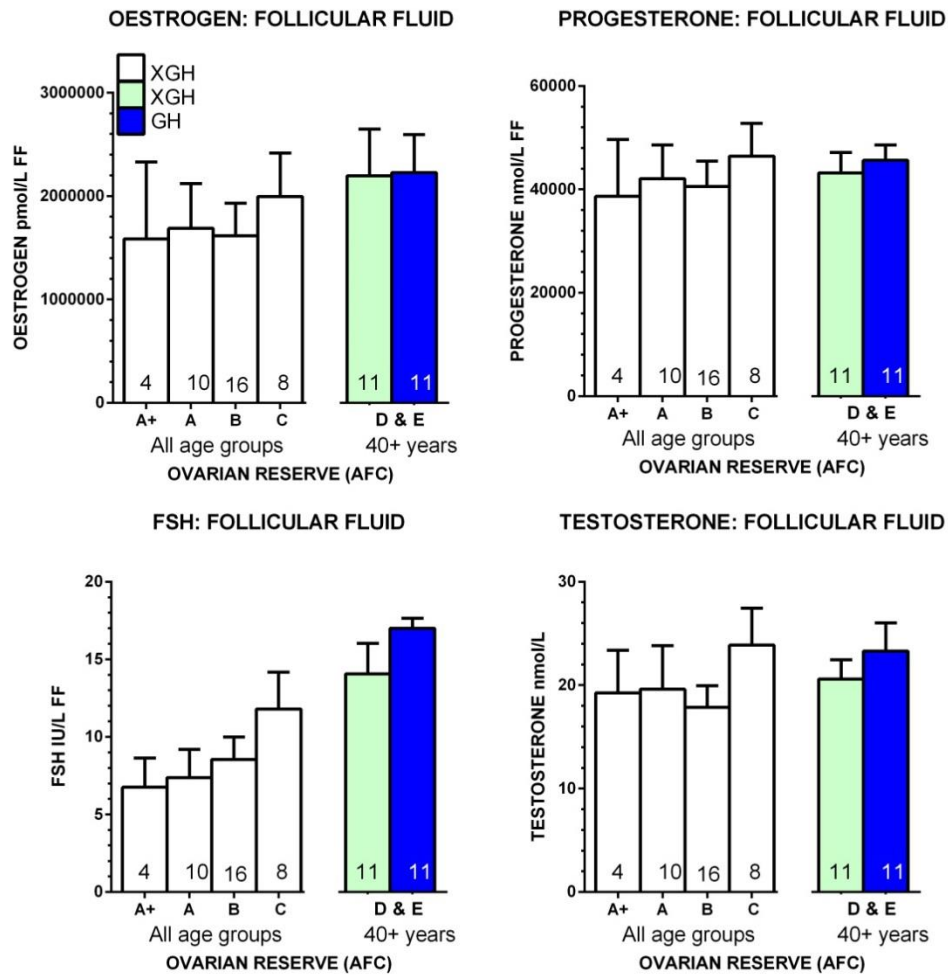 OESTROGEN: FOLLICULAR FLUID
XGH
XGH
GH
OESTROGEN pmol/L FF
3000000
2000000
1000000
0
4 10 16 8 11 11
A+ A B C D & E
All age groups 40+ years
OVARIAN RESERVE (AFC)
PROGESTERONE: FOLLICULAR FLUID
PROGESTERONE nmol/L FF
60000
40000
20000
0
4 10 16 8 11 11
A+ A B C D & E
All age groups 40+ years
OVARIAN RESERVE (AFC)
FSH: FOLLICULAR FLUID
FSH IU/L FF
20
15
10
5
0
4 10 16 8 11 11
A+ A B C D & E
All age groups 40+ years
OVARIAN RESERVE (AFC)
TESTOSTERONE: FOLLICULAR FLUID
TESTOSTERONE nmol/L
30
20
10
0
4 10 16 8 11 11
A+ A B C D & E
All age groups 40+ years
OVARIAN RESERVE (AFC)